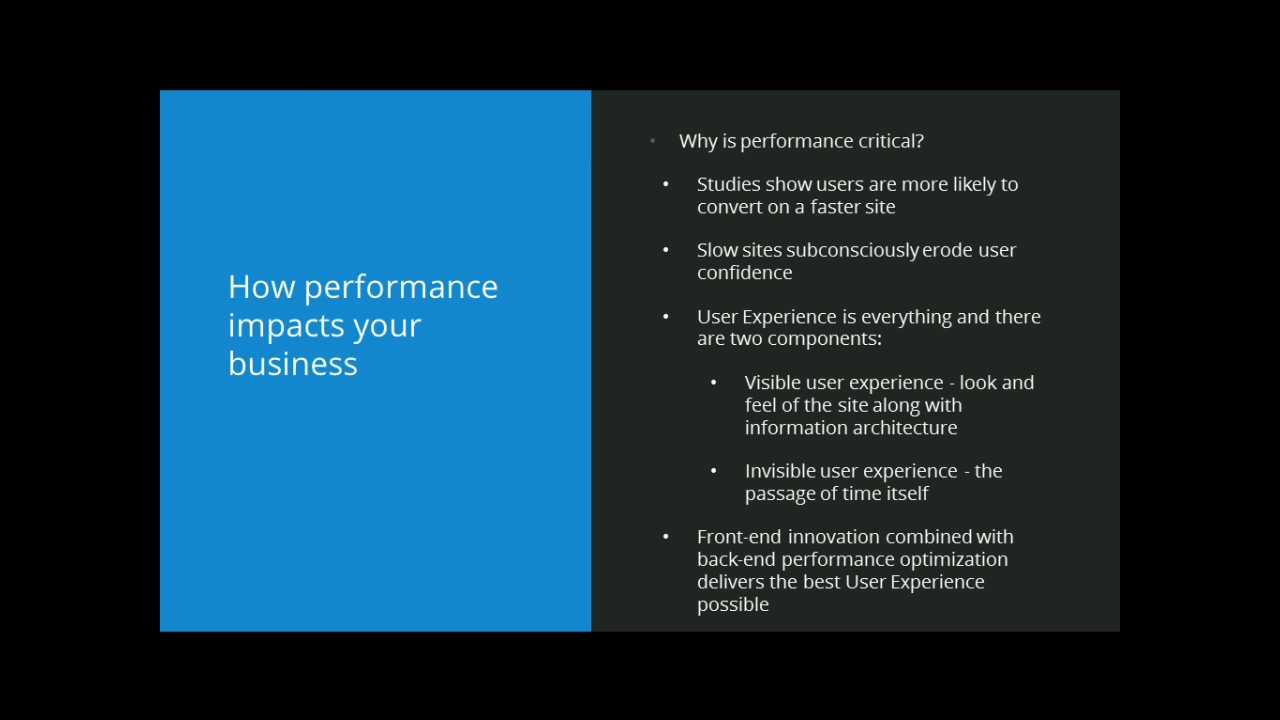 How performance
impacts your
business
Why is performance critical?
Studies show users are more likely to
convert on a faster site
Slow sites subconsciously erode user
confidence
User Experience is everything and there
are two components:
Visible user experience - look and
feel of the site along with
information architecture
Invisible user experience - the
passage of time itself
Front-end innovation combined with
back-end performance optimization
delivers the best User Experience
possible